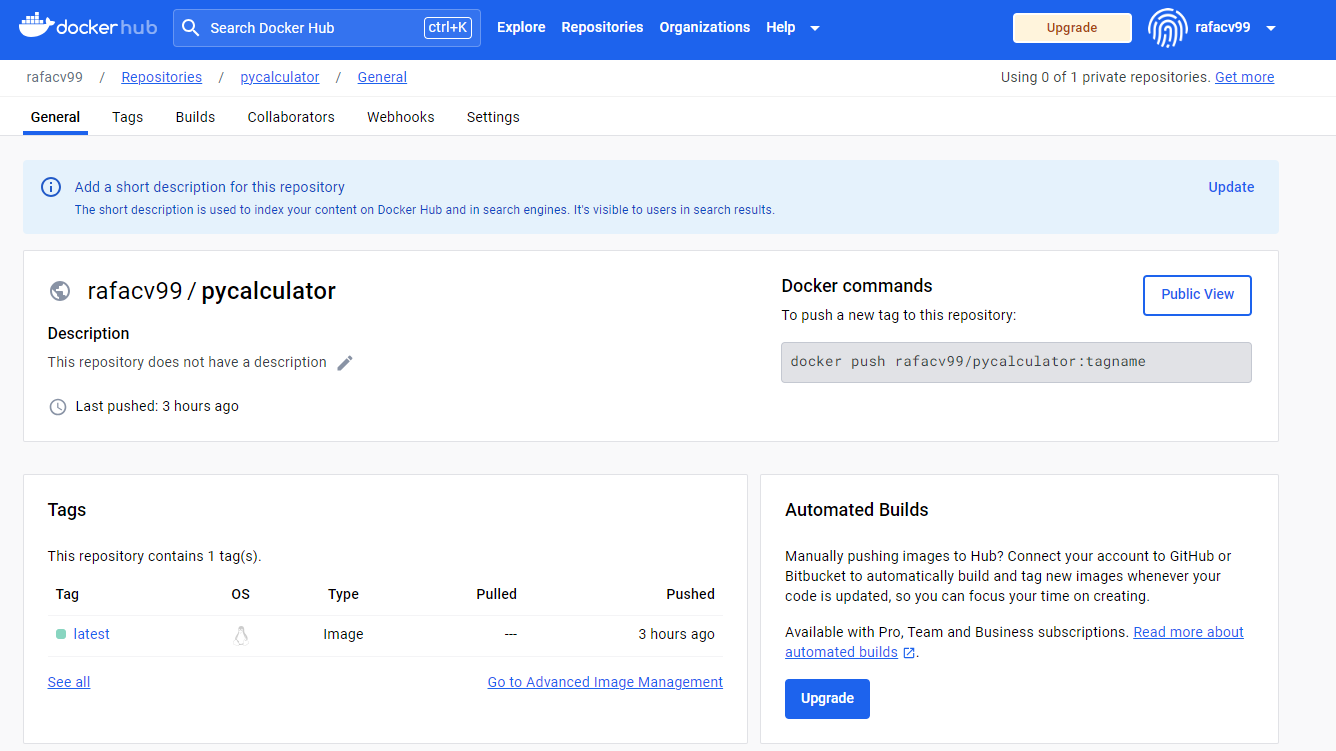 docker hub
Search Docker Hub
ctrl+K
Explore
Repositories
Organizations
Help
Upgrade
rafacv99
rafacv99 / Repositories / pycalculator / General
Using 0 of 1 private repositories. Get more
General
Tags
Builds
Collaborators
Webhooks
Settings
Add a short description for this repository
The short description is used to index your content on Docker Hub and in search engines. It's visible to users in search results.
Update
rafacv99 / pycalculator
Description
This repository does not have a description
Last pushed: 3 hours ago
Docker commands
To push a new tag to this repository:
Public View
docker push rafacv99/pycalculator:tagname
Tags
This repository contains 1 tag(s).
Tag OS Type Pulled Pushed
latest Image --- 3 hours ago
See all
Go to Advanced Image Management
Automated Builds
Manually pushing images to Hub? Connect your account to GitHub or
Bitbucket to automatically build and tag new images whenever your
code is updated, so you can focus your time on creating.
Available with Pro, Team and Business subscriptions. Read more about
automated builds .
Upgrade